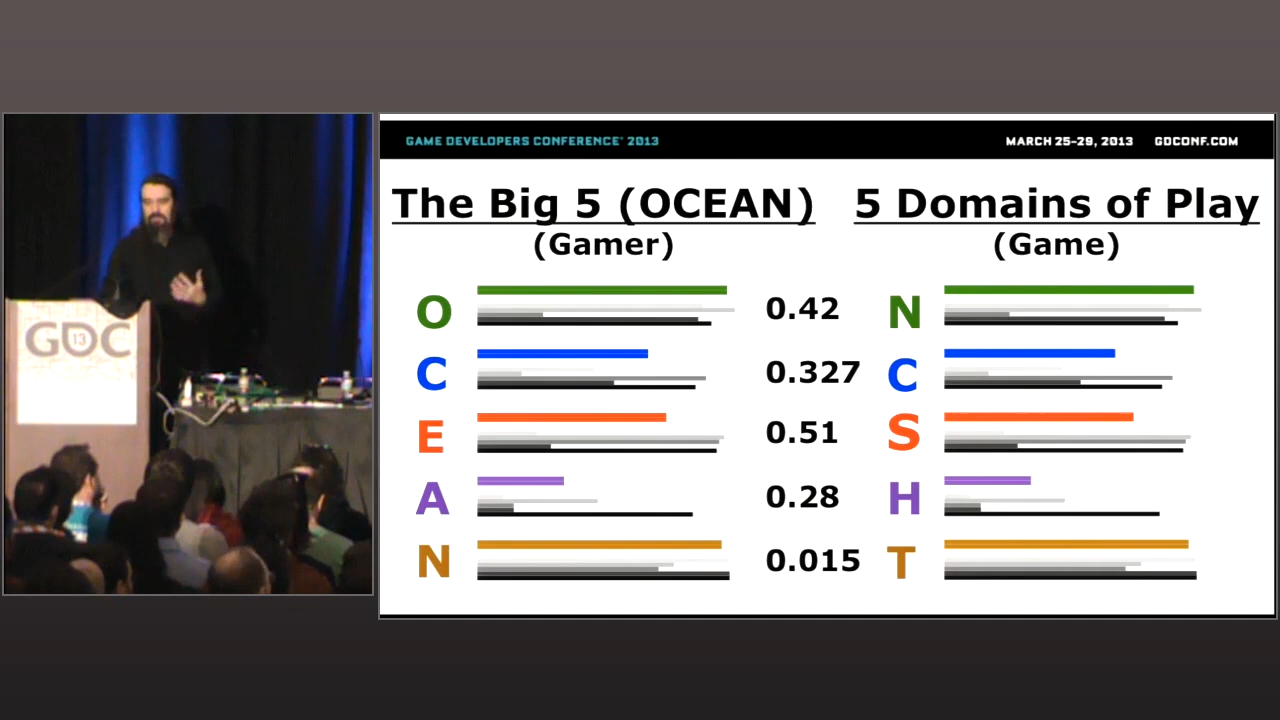 GAME DEVELOPERS CONFERENCE® 2013
MARCH 25-29, 2013 GDCONF.COM
The Big 5 (OCEAN) 5 Domains of Play
(Gamer) (Game)
O 0.42 N
C 0.327 C
E 0.51 S
A 0.28 H
N 0.015 T
GDC
13